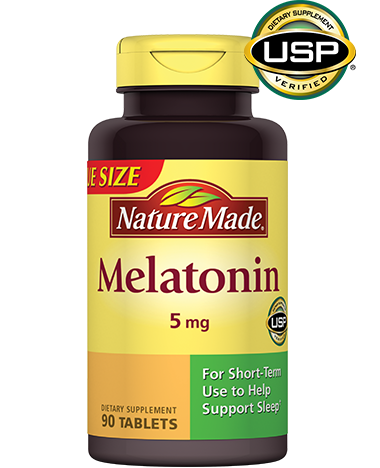 DIETARY SUPPLEMENT
USP
VERIFIED
®
SIZE
Nature Made®
Melatonin
5 mg
USP
For Short-Term
Use to Help
Support Sleep†
DIETARY SUPPLEMENT
90 TABLETS